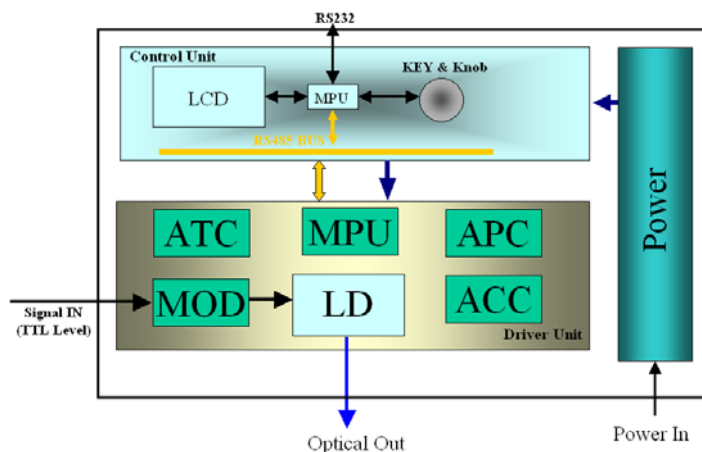 RS232
Control Unit
KEY & Knob
LCD
MPU
RS485 BUS
Power
ATC
MPU
APC
MOD
LD
ACC
Signal IN
(TTL Level)
Driver Unit
Optical Out
Power In